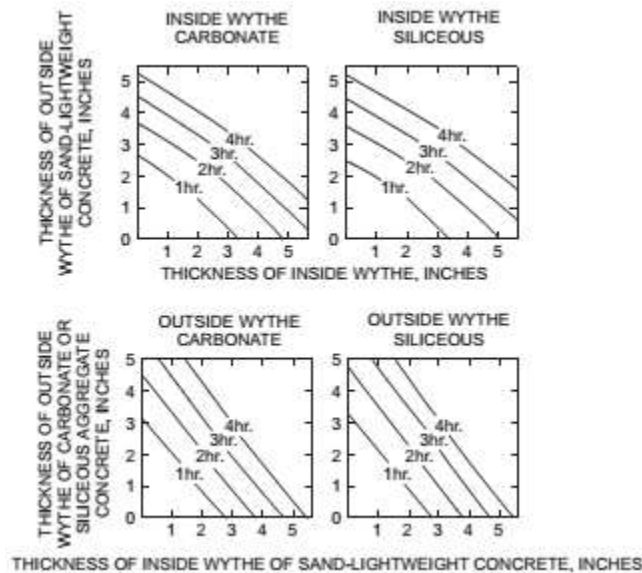 INSIDE WYTHE
CARBONATE
INSIDE WYTHE
SILICEOUS
THICKNESS OF OUTSIDE
WYTHE OF SAND-LIGHTWEIGHT
CONCRETE, INCHES
5
4
3
2
1
0
4hr.
3hr.
2hr.
1hr.
1 2 3 4 5
5
4
3
2
1
0
4hr.
3hr.
2hr.
1hr.
1 2 3 4 5
THICKNESS OF INSIDE WYTHE, INCHES
OUTSIDE WYTHE
CARBONATE
OUTSIDE WYTHE
SILICEOUS
THICKNESS OF OUTSIDE
WYTHE OF CARBONATE OR
SILICEOUS AGGREGATE
CONCRETE, INCHES
5
4
3
2
1
0
4hr.
3hr.
2hr.
1hr.
1 2 3 4 5
5
4
3
2
1
0
4hr.
3hr.
2hr.
1hr.
1 2 3 4 5
THICKNESS OF INSIDE WYTHE OF SAND-LIGHTWEIGHT CONCRETE, INCHES